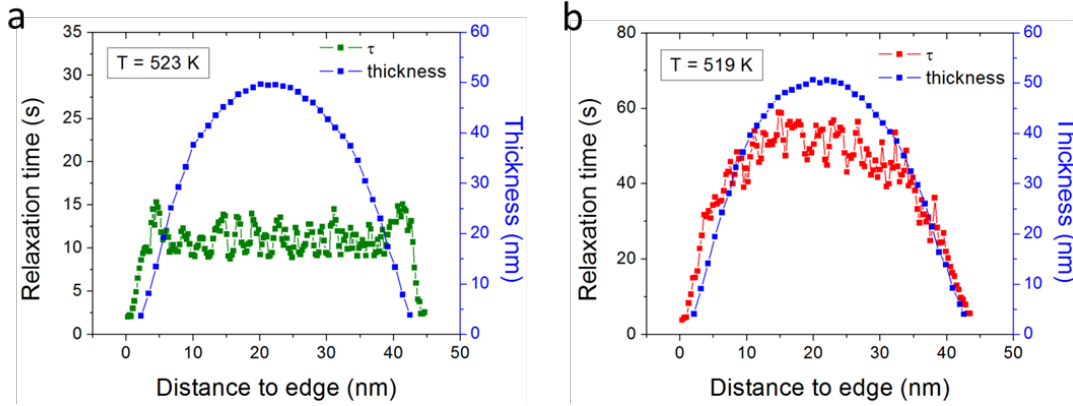 a
T = 523 K
τ
thickness
Relaxation time (s)
0
5
10
15
20
25
30
35
Thickness (nm)
0
10
20
30
40
50
60
0 10 20 30 40 50
Distance to edge (nm)
b
T = 519 K
τ
thickness
Relaxation time (s)
0
20
40
60
80
Thickness (nm)
0
10
20
30
40
50
60
0 10 20 30 40 50
Distance to edge (nm)